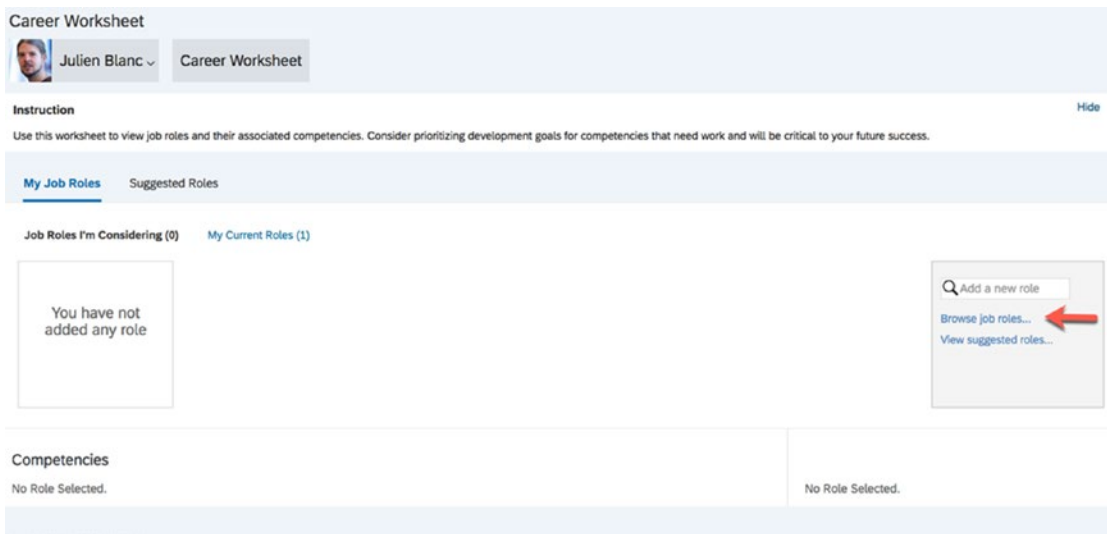 Career Worksheet
Julien Blanc
Career Worksheet
Instruction
Hide
Use this worksheet to view job roles and their associated competencies. Consider prioritizing development goals for competencies that need work and will be critical to your future success.
My Job Roles
Suggested Roles
Job Roles I'm Considering (0)
My Current Roles (1)
You have not
added any role
Add a new role
Browse job roles...
View suggested roles...
Competencies
No Role Selected.
No Role Selected.